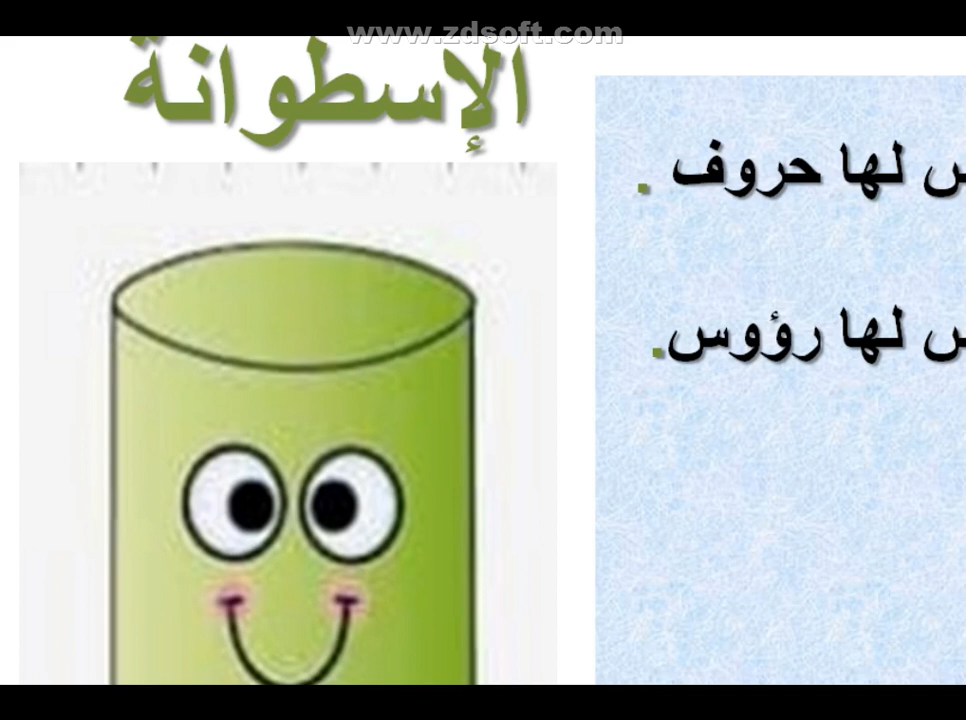 www.zdsoft.com
الإسطوانة
لها حروف .
لها رؤوس.